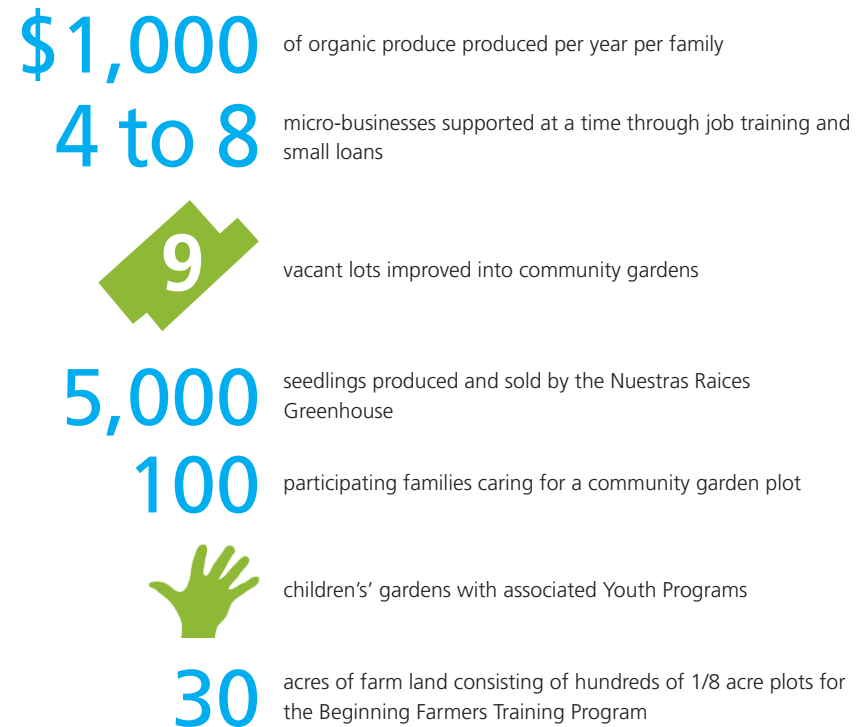 $1,000
of organic produce produced per year per family
4 to 8
micro-businesses supported at a time through job training and
small loans
9
vacant lots improved into community gardens
5,000
seedlings produced and sold by the Nuestras Raices
Greenhouse
100
participating families caring for a community garden plot
children's' gardens with associated Youth Programs
30
acres of farm land consisting of hundreds of 1/8 acre plots for
the Beginning Farmers Training Program